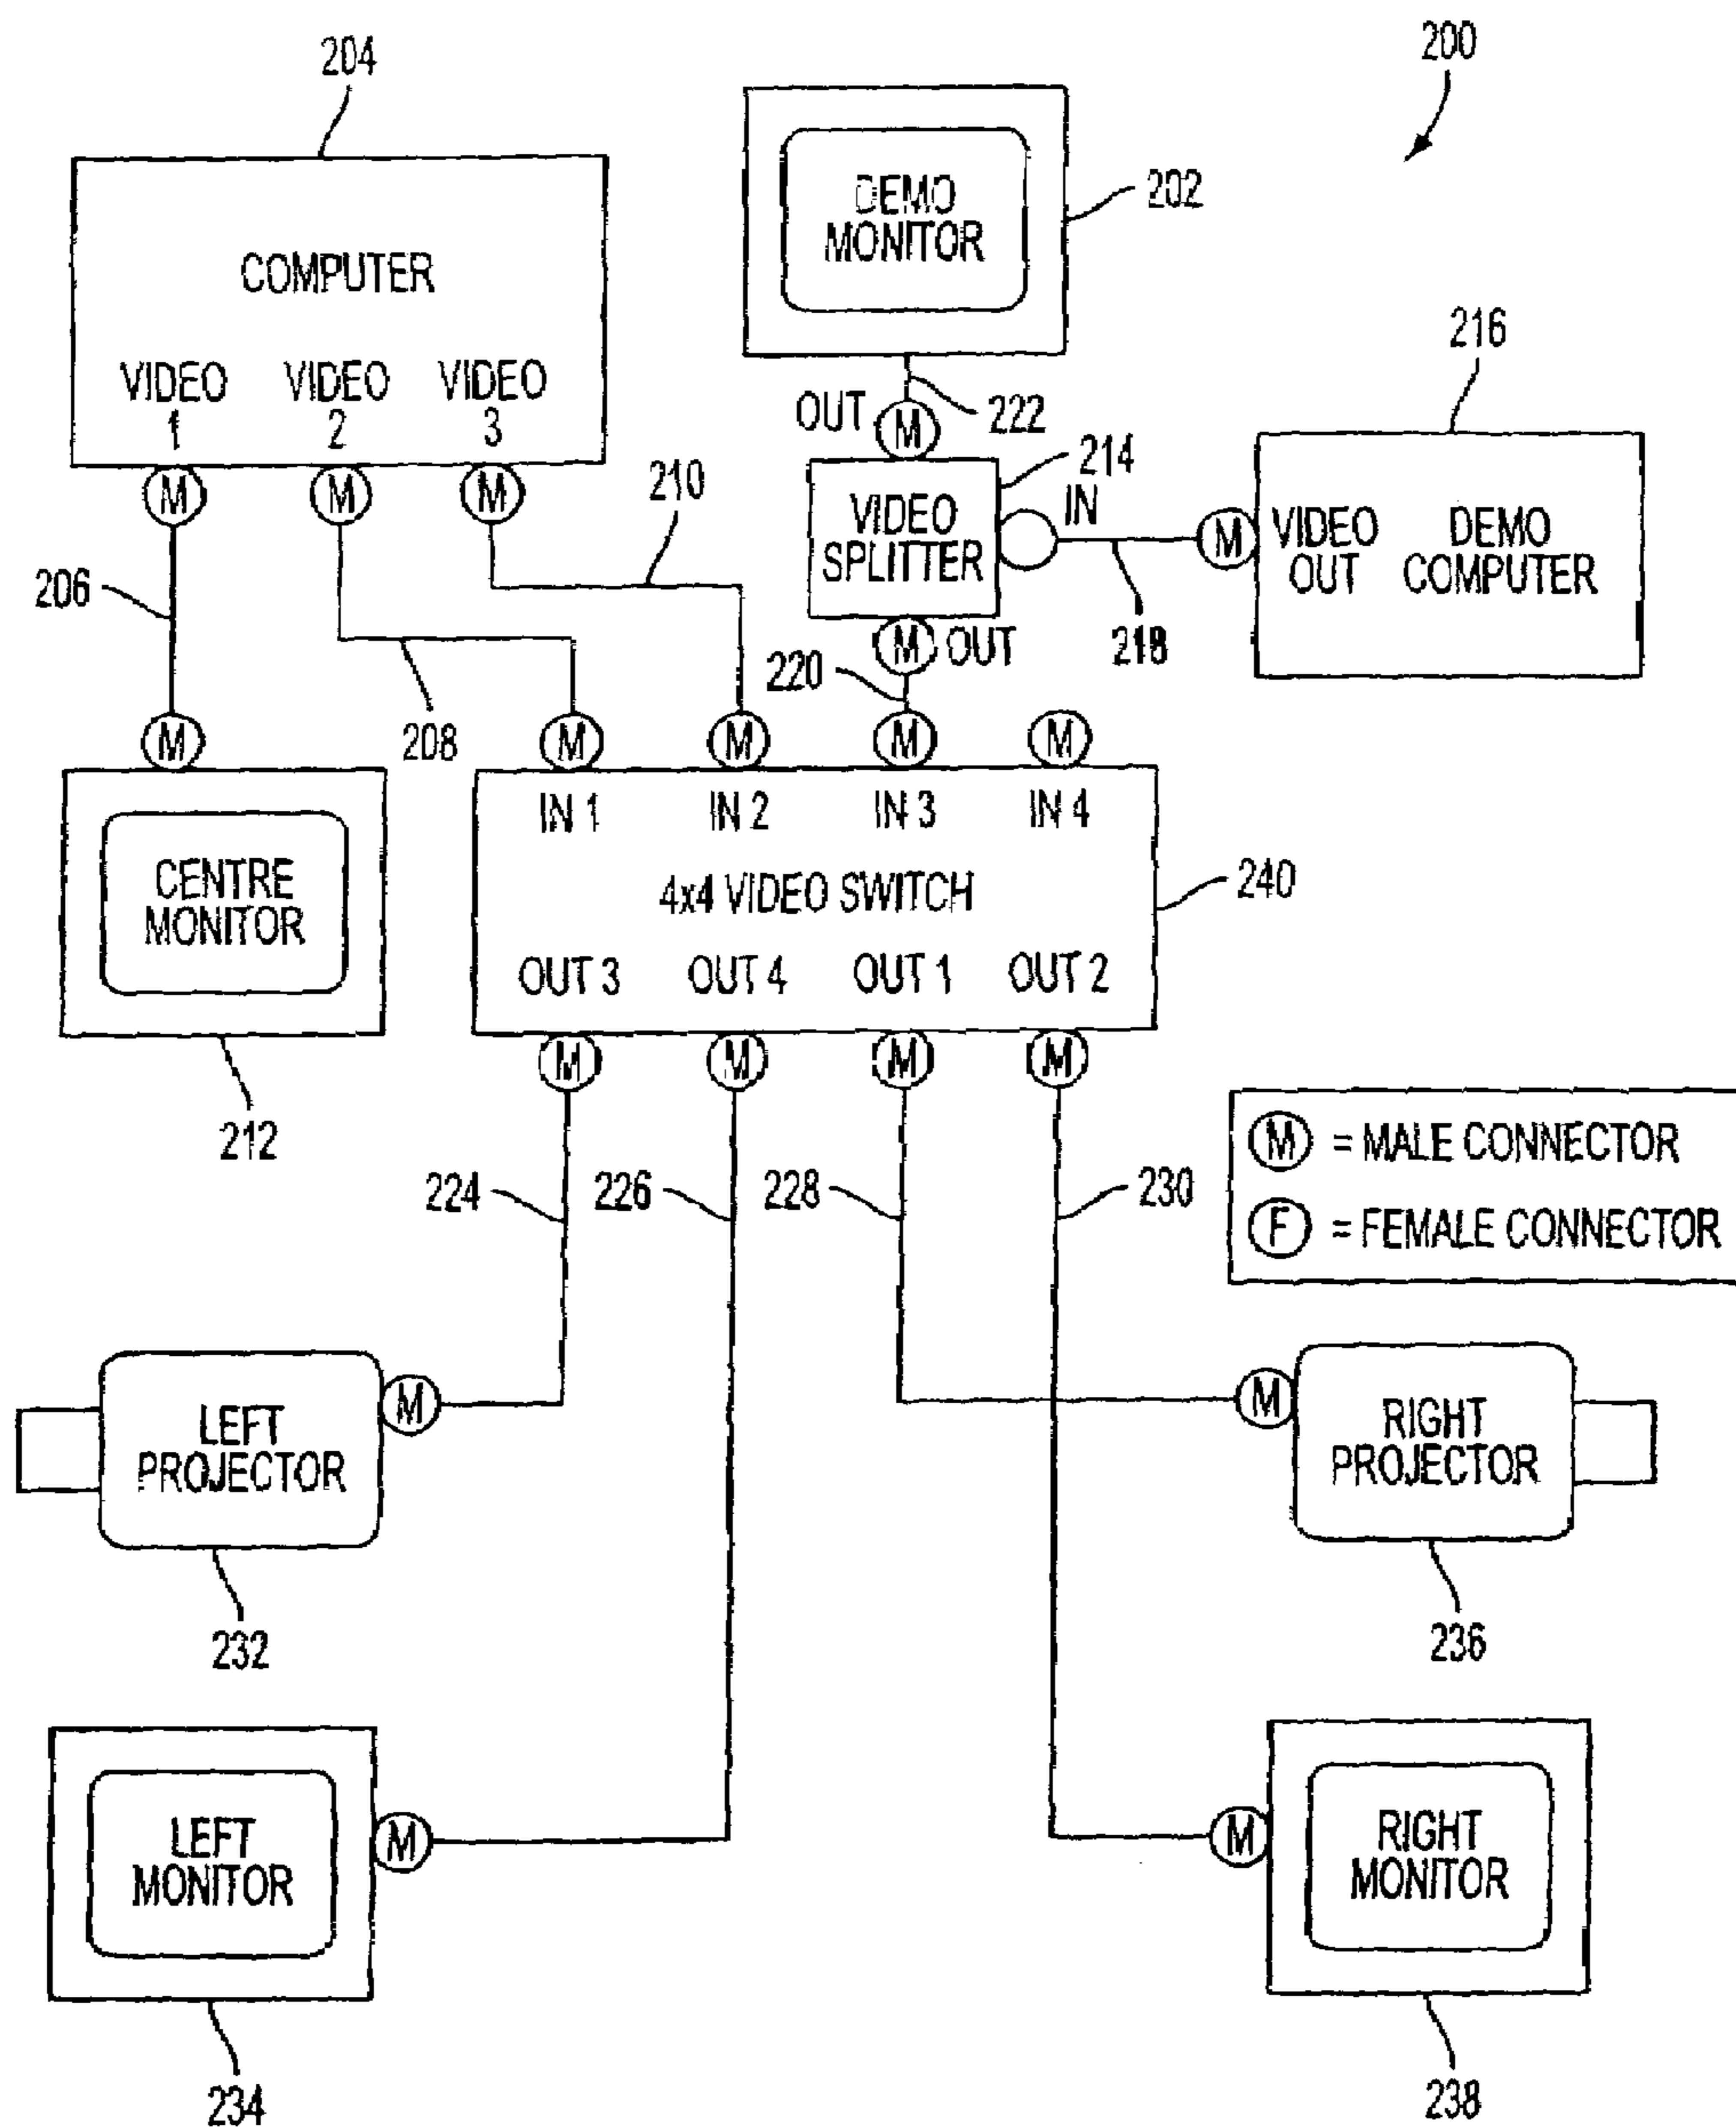 200
204
202
DEMO
MONITOR
COMPUTER
VIDEO
1
VIDEO
2
VIDEO
3
216
OUT
M
222
214
M
M
M
210
VIDEO
SPLITTER
IN
M
VIDEO
OUT
DEMO
COMPUTER
206
M
OUT
218
220
208
M
M
M
M
M
IN 1
IN 2
IN 3
IN 4
CENTRE
MONITOR
4x4 VIDEO SWITCH
240
OUT 3
OUT 4
OUT 1
OUT 2
M
M
M
M
212
M = MALE CONNECTOR
F = FEMALE CONNECTOR
224
226
228
230
LEFT
PROJECTOR
M
M
RIGHT
PROJECTOR
232
236
LEFT
MONITOR
M
M
RIGHT
MONITOR
234
238